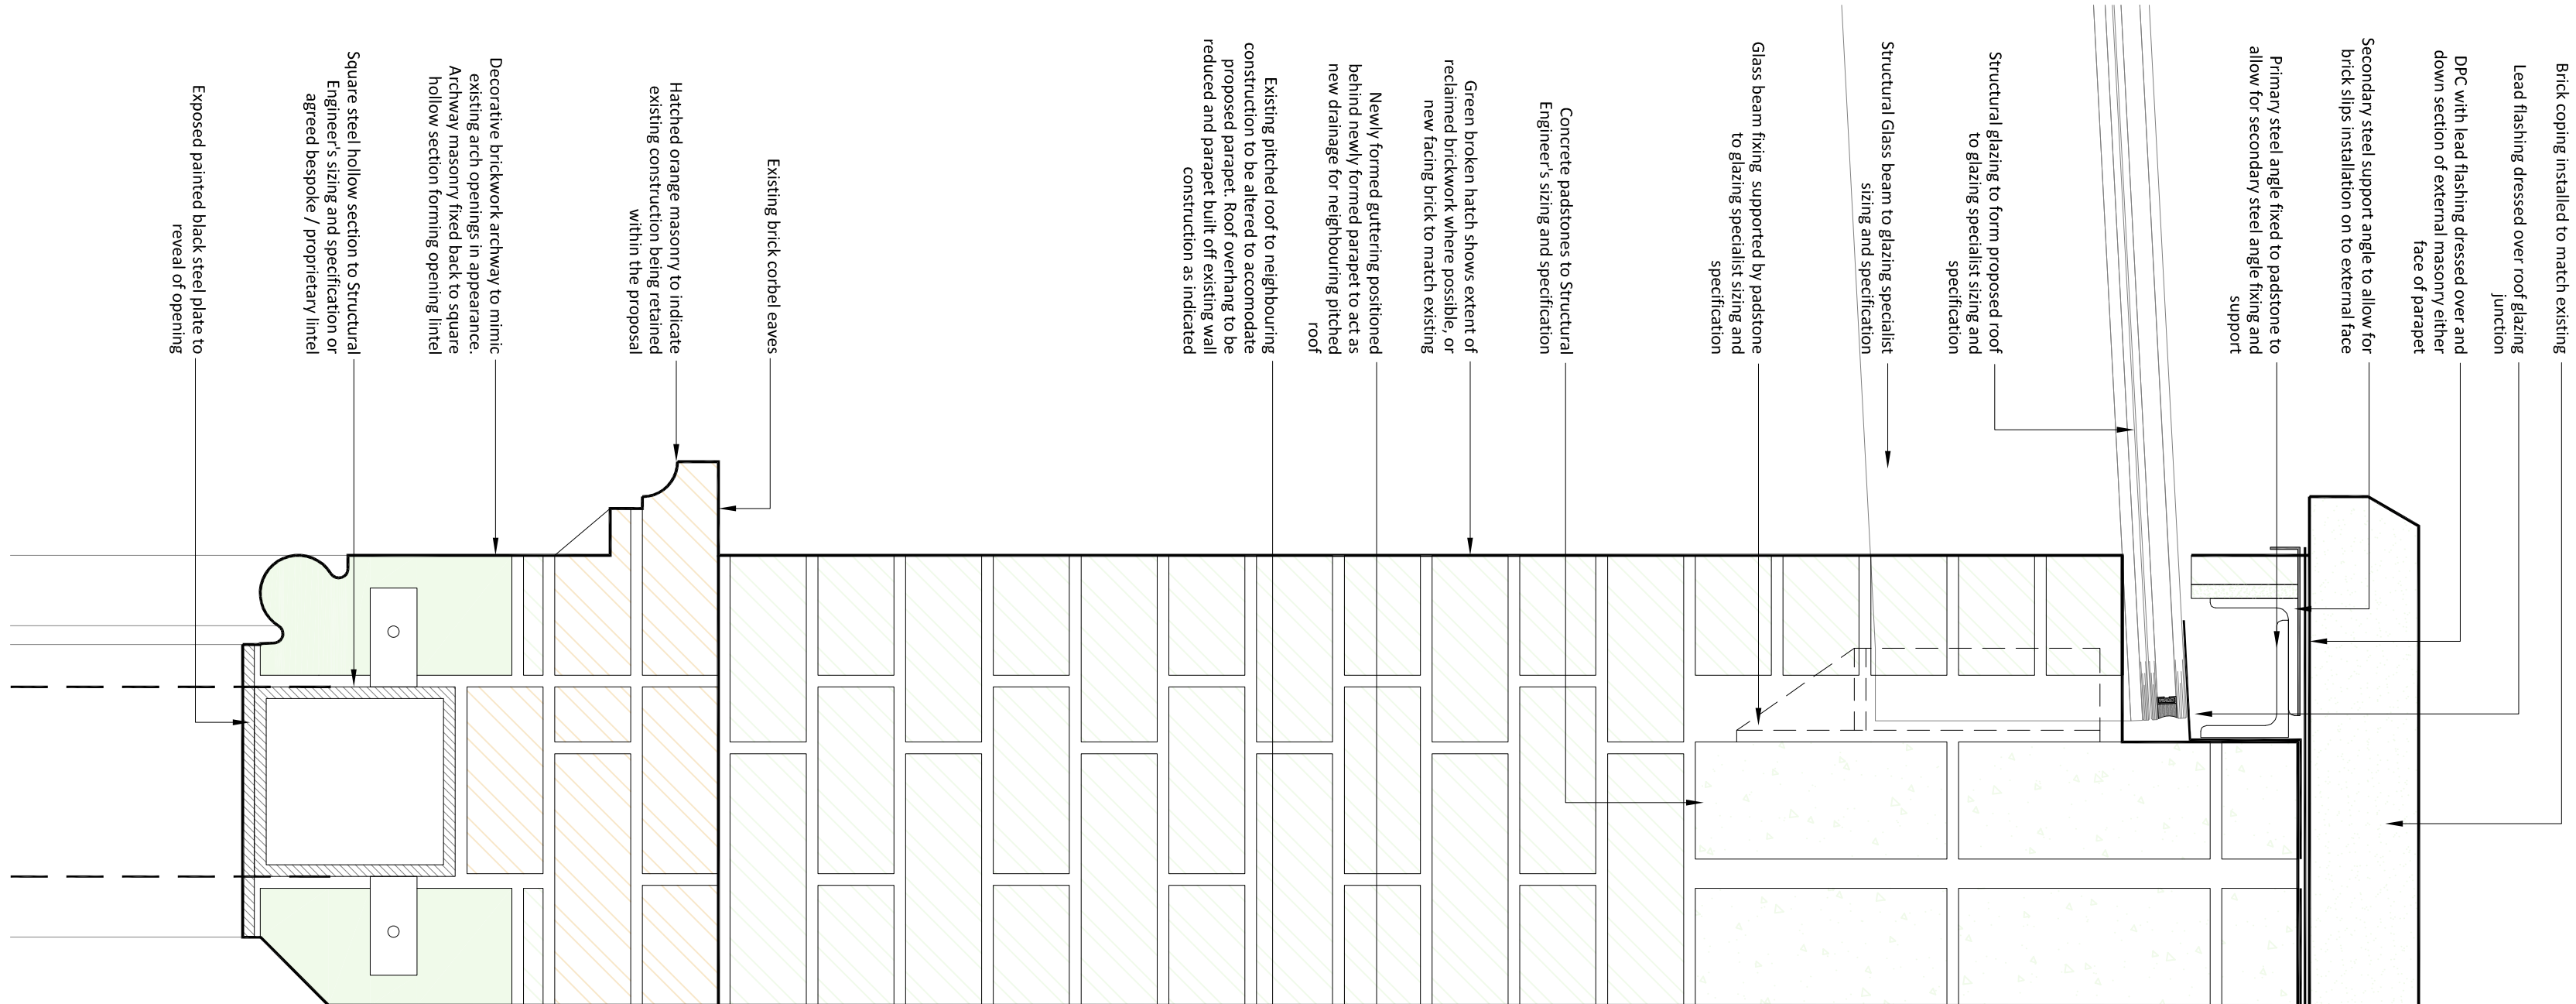 Brick coping installed to match existing
Lead flashing dressed over roof glazing
junction
DPC with lead flashing dressed over and
down section of external masonry either
face of parapet
Secondary steel support angle to allow for
brick slips installation on to external face
Primary steel angle fixed to padstone to
allow for secondary steel angle fixing and
support
Structural glazing to form proposed roof
to glazing specialist sizing and
specification
Structural Glass beam to glazing specialist
sizing and specification
Glass beam fixing supported by padstone
to glazing specialist sizing and
specification
Concrete padstones to Structural
Engineer's sizing and specification
Green broken hatch shows extent of
reclaimed brickwork where possible, or
new facing brick to match existing
Newly formed guttering positioned
behind newly formed parapet to act as
new drainage for neighbouring pitched
roof
Existing pitched roof to neighbouring
construction to be altered to accomodate
proposed parapet. Roof overhang to be
reduced and parapet built off existing wall
construction as indicated
Existing brick corbel eaves
Hatched orange masonry to indicate
existing construction being retained
within the proposal
Decorative brickwork archway to mimic
existing arch openings in appearance.
Archway masonry fixed back to square
hollow section forming opening lintel
Square steel hollow section to Structural
Engineer's sizing and specification or
agreed bespoke / proprietary lintel
Exposed painted black steel plate to
reveal of opening